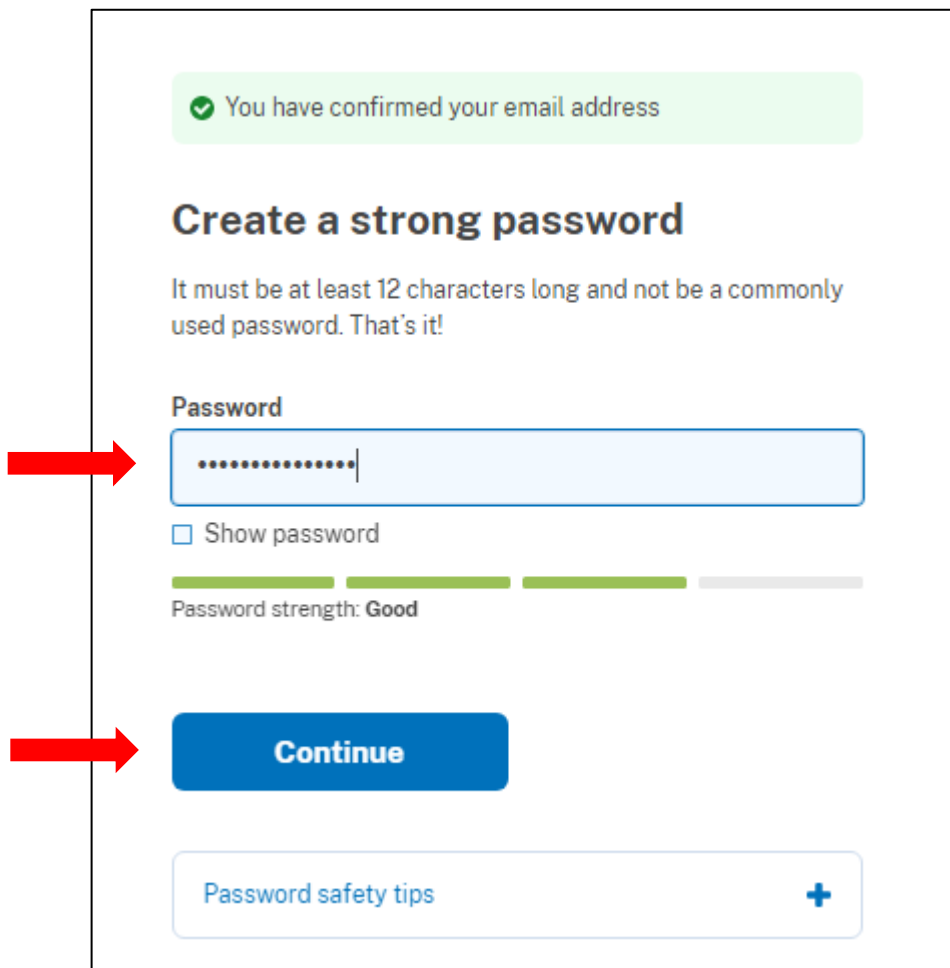 You have confirmed your email address
Create a strong password
It must be at least 12 characters long and not be a commonly
used password. That's it!
Password
•••••••••••••••
Show password
Password strength: Good
Continue
Password safety tips